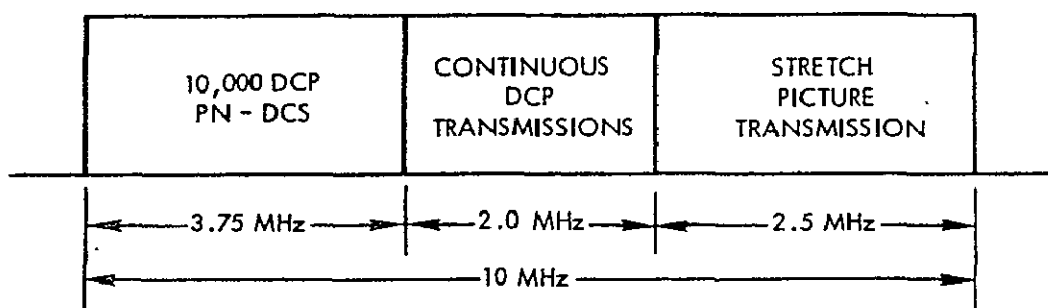 10,000 DCP
PN - DCS
CONTINUOUS
DCP
TRANSMISSIONS
STRETCH
PICTURE
TRANSMISSION
3.75 MHz
2.0 MHz
2.5 MHz
10 MHz